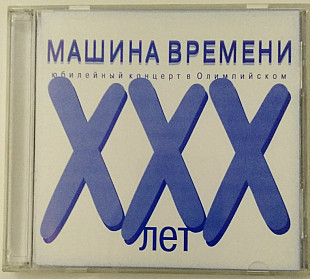 МАШИНА ВРЕМЕНИ
юбилейный концерт в Олимпийском
XXX
лет